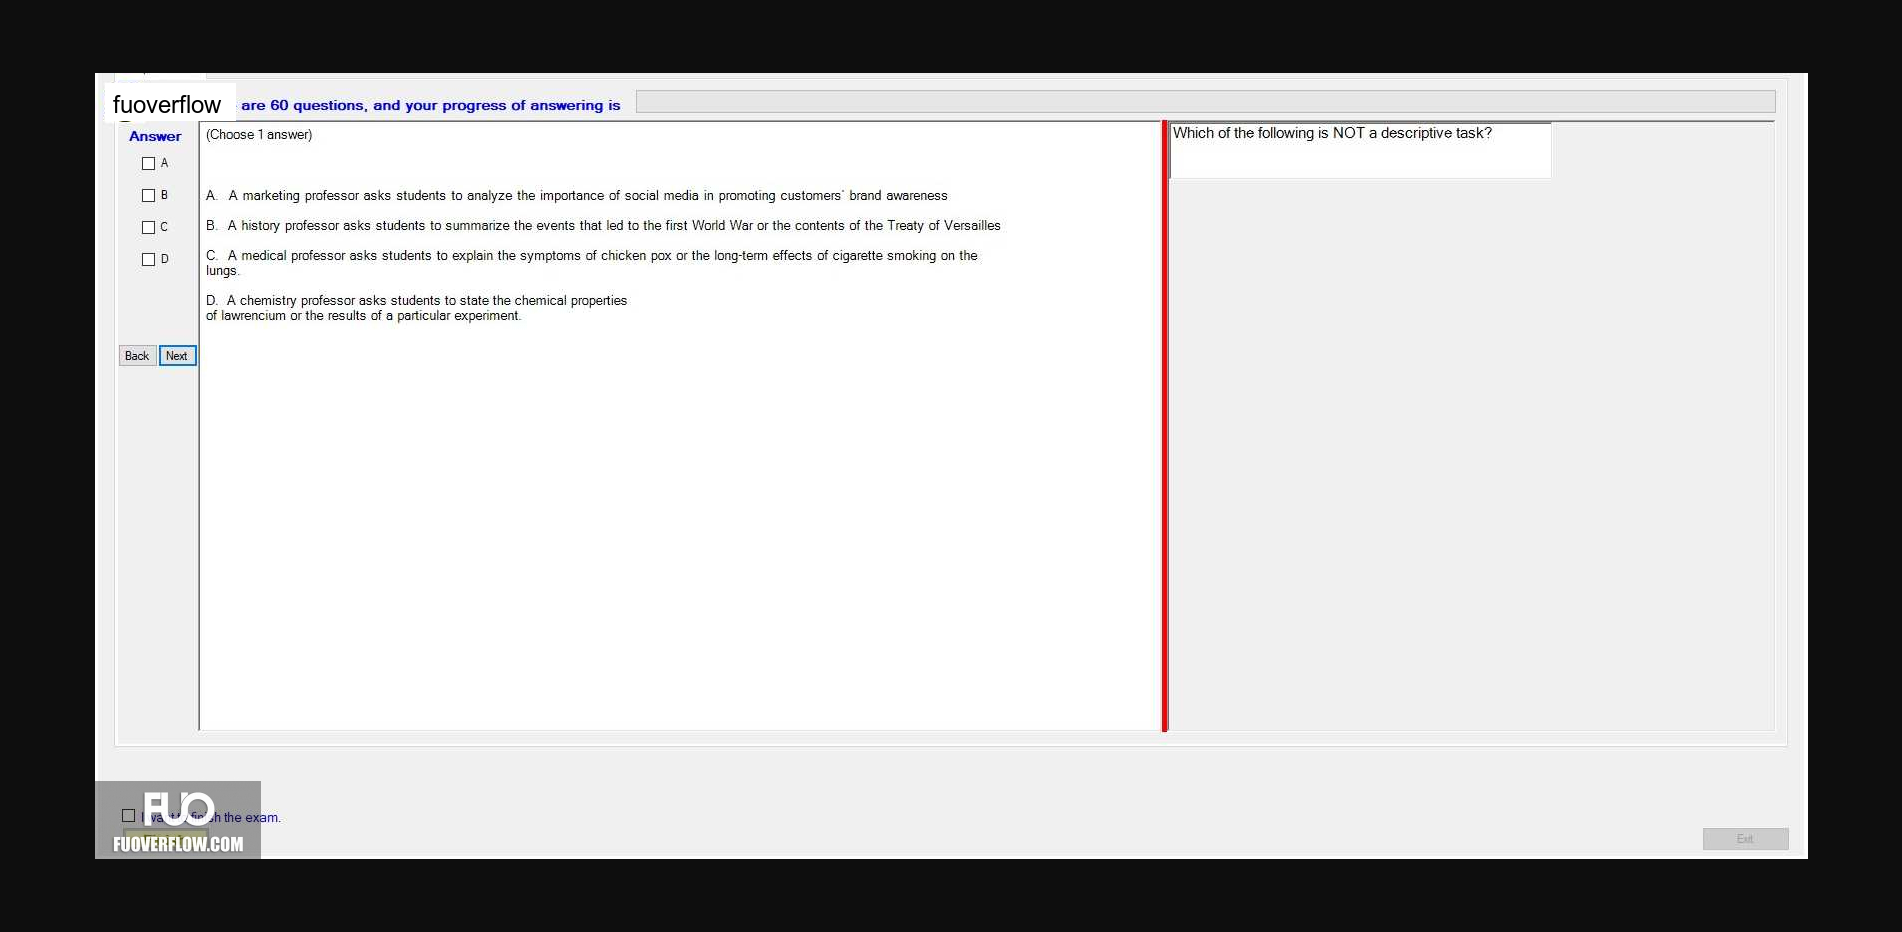 fuoverflow are 60 questions, and your progress of answering is
Answer
(Choose 1 answer)
Which of the following is NOT a descriptive task?
A
B
C
D
A. A marketing professor asks students to analyze the importance of social media in promoting customers' brand awareness
B. A history professor asks students to summarize the events that led to the first World War or the contents of the Treaty of Versailles
C. A medical professor asks students to explain the symptoms of chicken pox or the long-term effects of cigarette smoking on the
lungs.
D. A chemistry professor asks students to state the chemical properties
of lawrencium or the results of a particular experiment.
Back Next
FUO
the exam.
FUOVERFLOW.COM
Exit